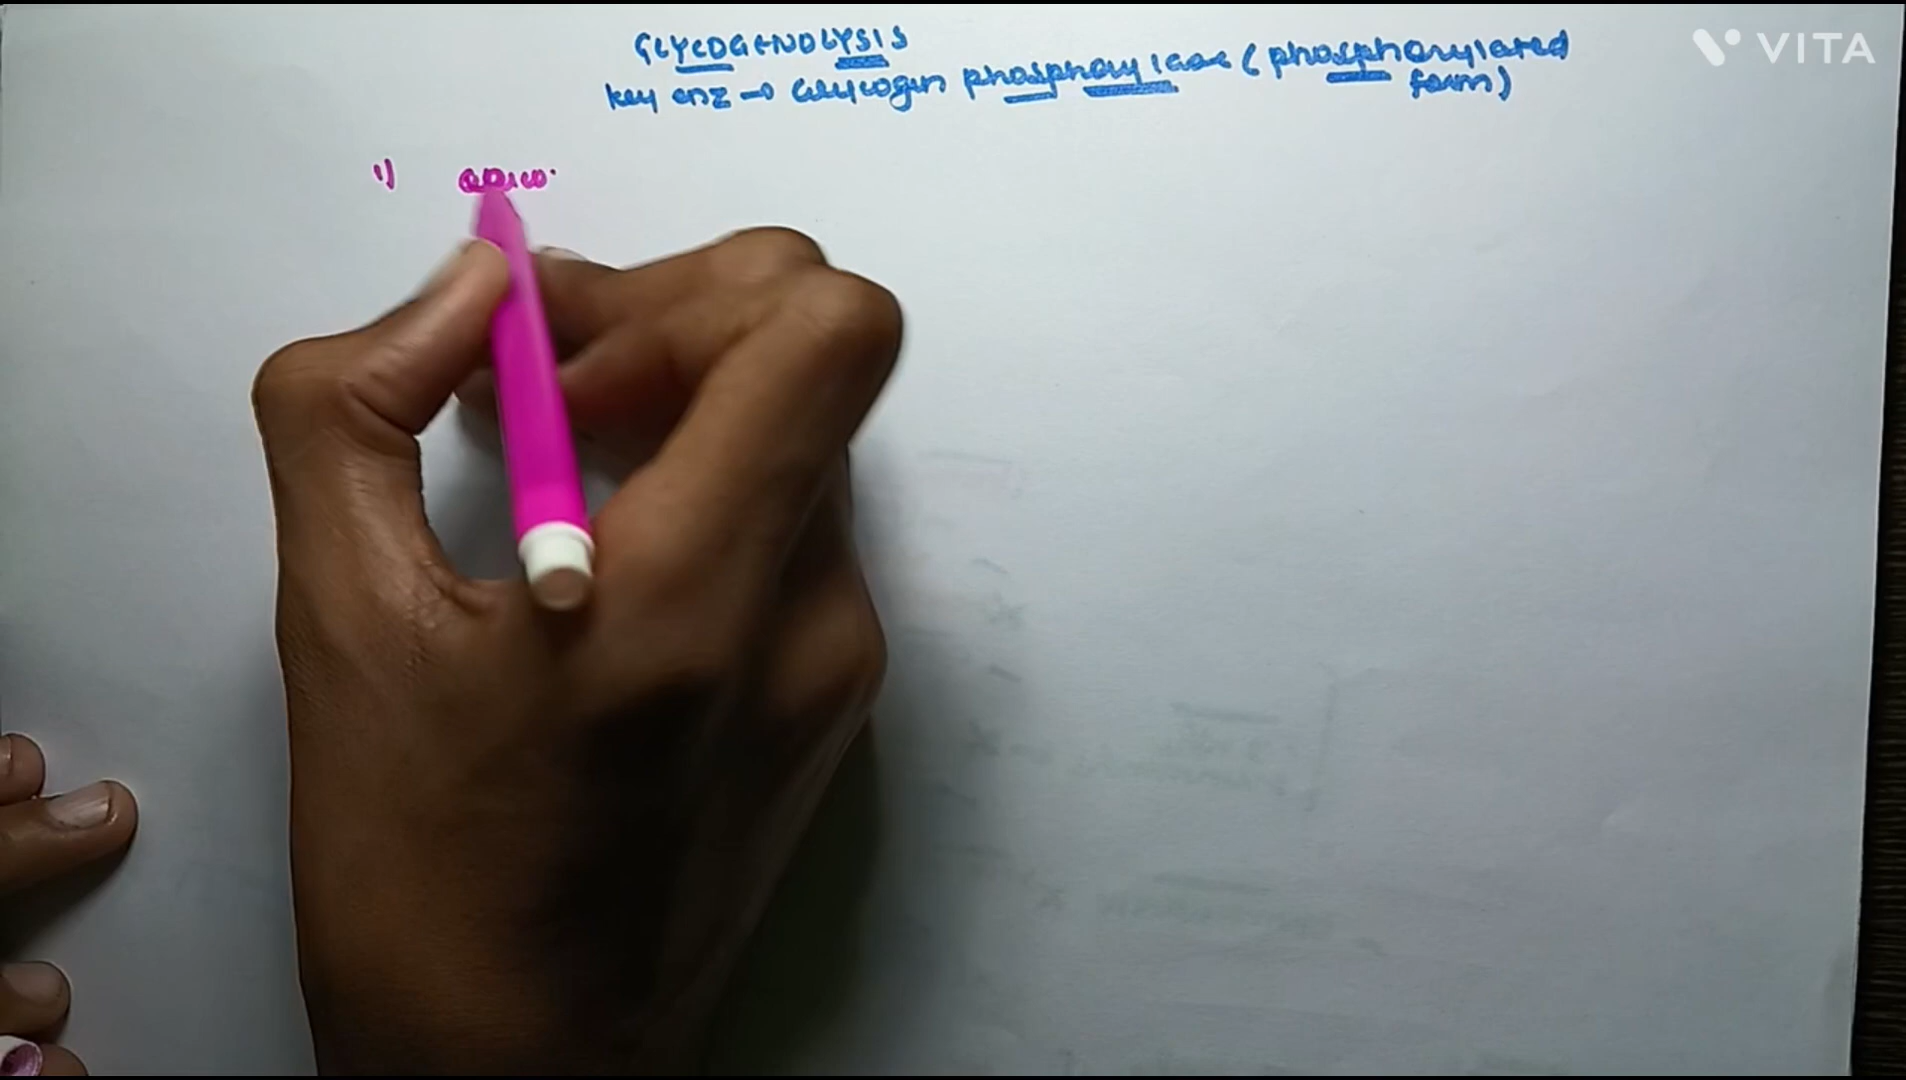 GLYCOGENOLYSIS
key enz → Glycogen phosphorylase (phosphorylated
form)
1)
VITA